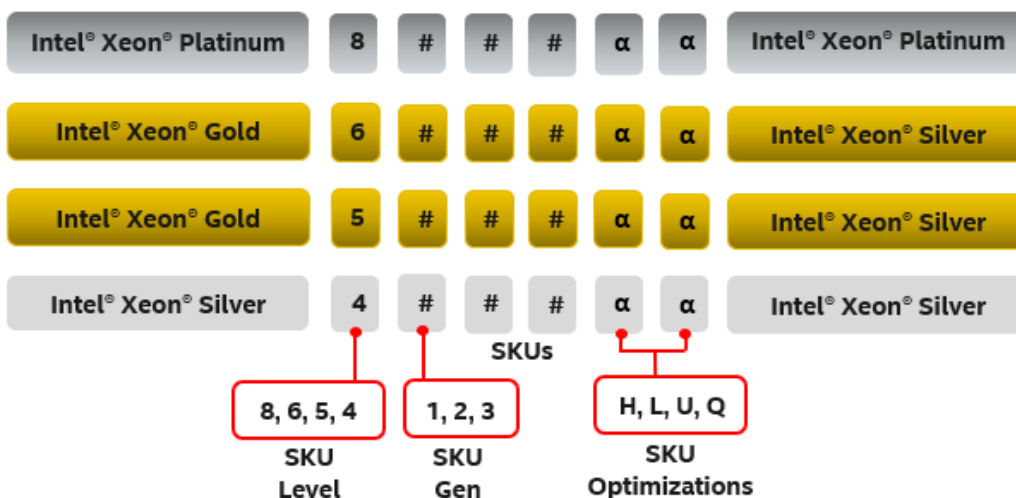 Intel® Xeon® Platinum 8 # # # α α Intel® Xeon® Platinum
Intel® Xeon® Gold 6 # # # α α Intel® Xeon® Silver
Intel® Xeon® Gold 5 # # # α α Intel® Xeon® Silver
Intel® Xeon® Silver 4 # # # α α Intel® Xeon® Silver
SKUs
8, 6, 5, 4 1, 2, 3 H, L, U, Q
SKU SKU SKU
Level Gen Optimizations